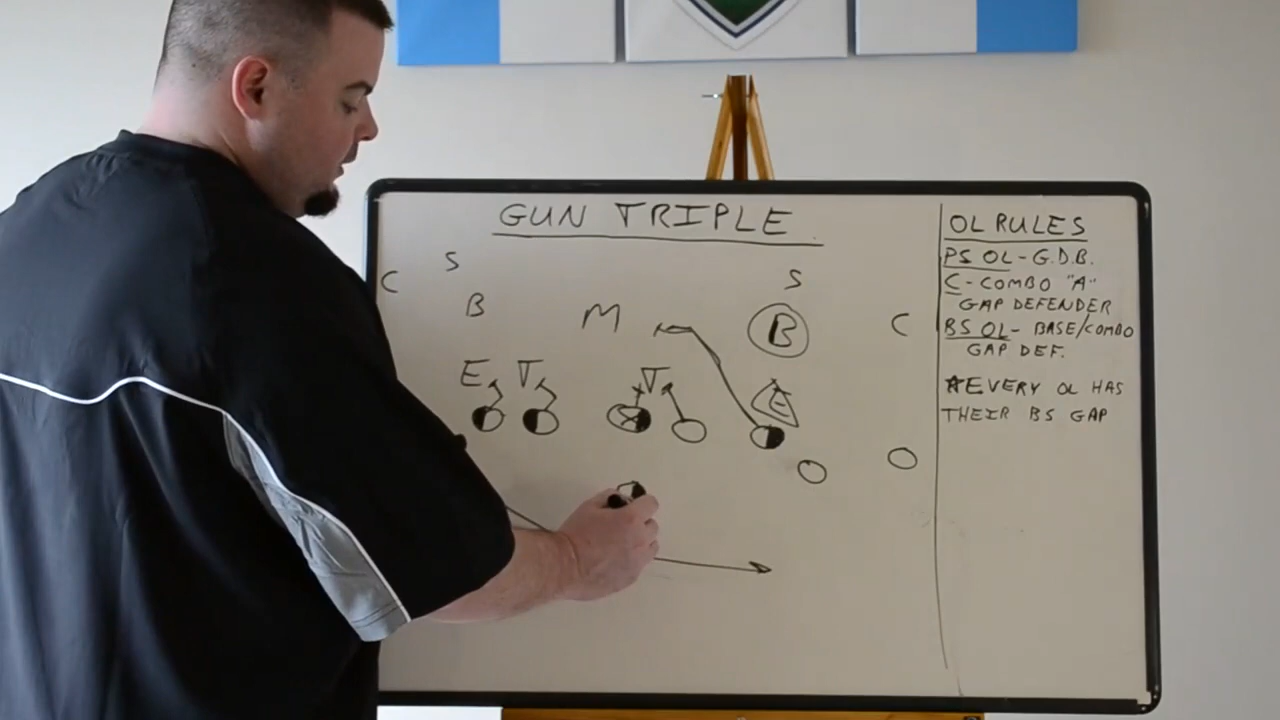 GUN TRIPLE
OL RULES
PS OL - G.D.B.
C - COMBO "A"
GAP DEFENDER
BS OL - BASE/COMBO
GAP DEF.
★EVERY OL HAS
THEIR BS GAP
S
C
S
B
M
B
C
E T T E